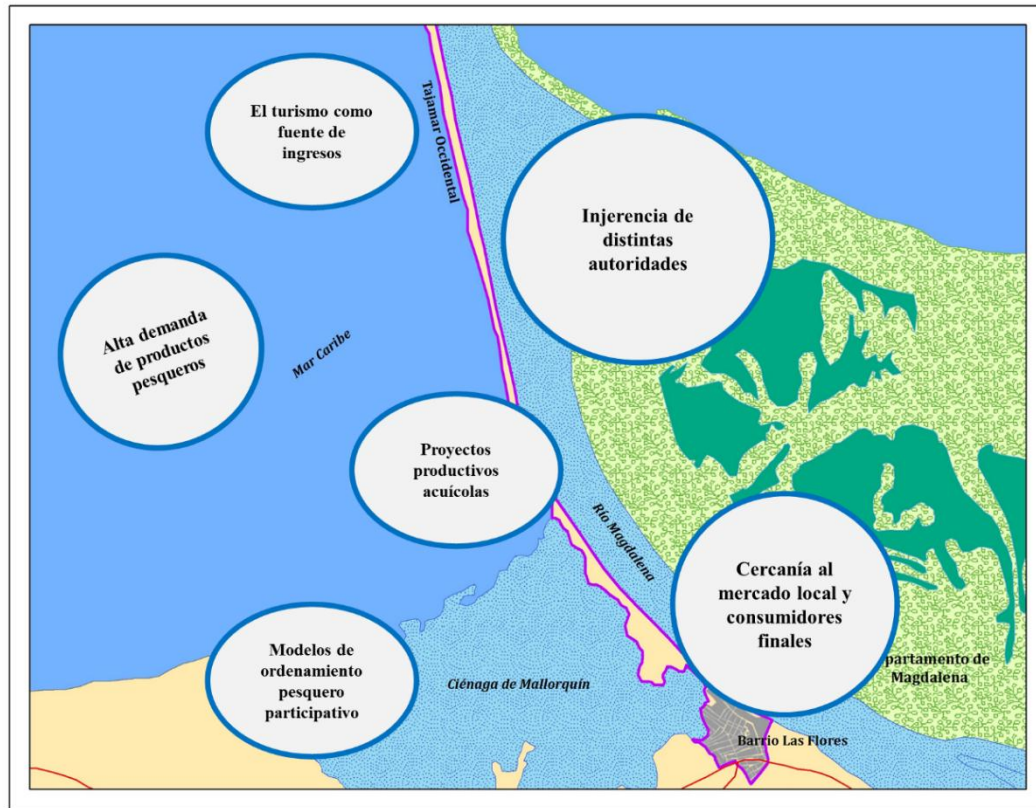 El turismo como
fuente de
ingresos
Tajamar Occidental
Injerencia de
distintas
autoridades
Alta demanda
de productos
pesqueros
Mar Caribe
Proyectos
productivos
acuícolas
Río Magdalena
Cercanía al
mercado local y
consumidores
finales
Modelos de
ordenamiento
pesquero
participativo
Ciénaga de Mallorquín
partamento de
Magdalena
Barrio Las Flores